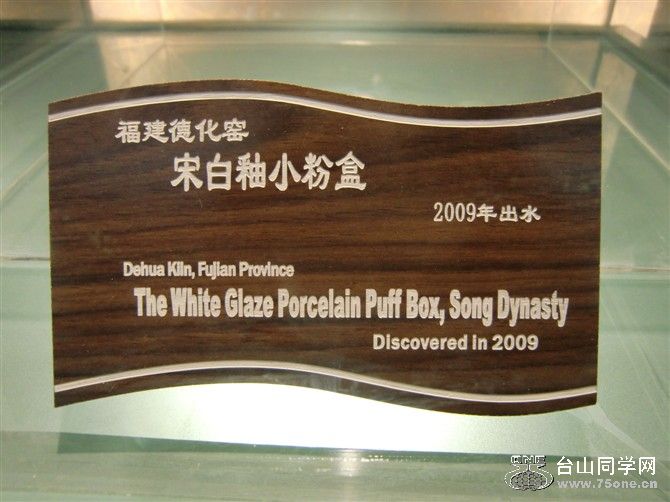 福建德化窑
宋白釉小粉盒
2009年出水
Dehua Kiln, Fujian Province
The White Glaze Porcelain Puff Box, Song Dynasty
Discovered in 2009
台山同学网
www.75one.cn